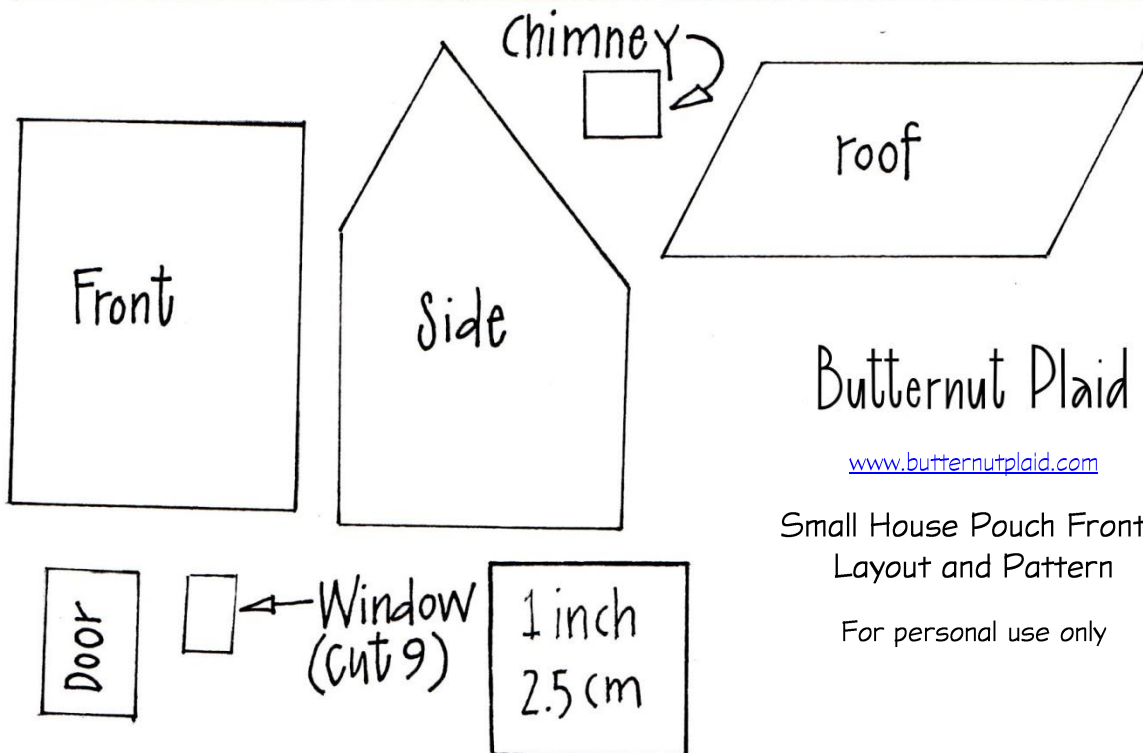 Chimney
roof
Front
Side
Butternut Plaid
www.butternutplaid.com
Small House Pouch Front
Layout and Pattern
For personal use only
Door
Window
(cut 9)
1 inch
2.5 cm